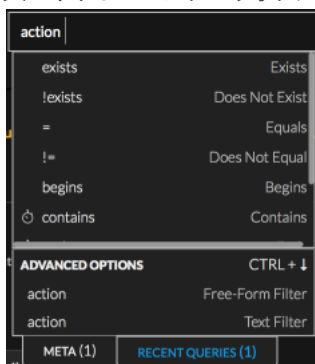 action
exists Exists
!exists Does Not Exist
= Equals
!= Does Not Equal
begins Begins
contains Contains
ADVANCED OPTIONS CTRL + ↓
action Free-Form Filter
action Text Filter
META (1) RECENT QUERIES (1)